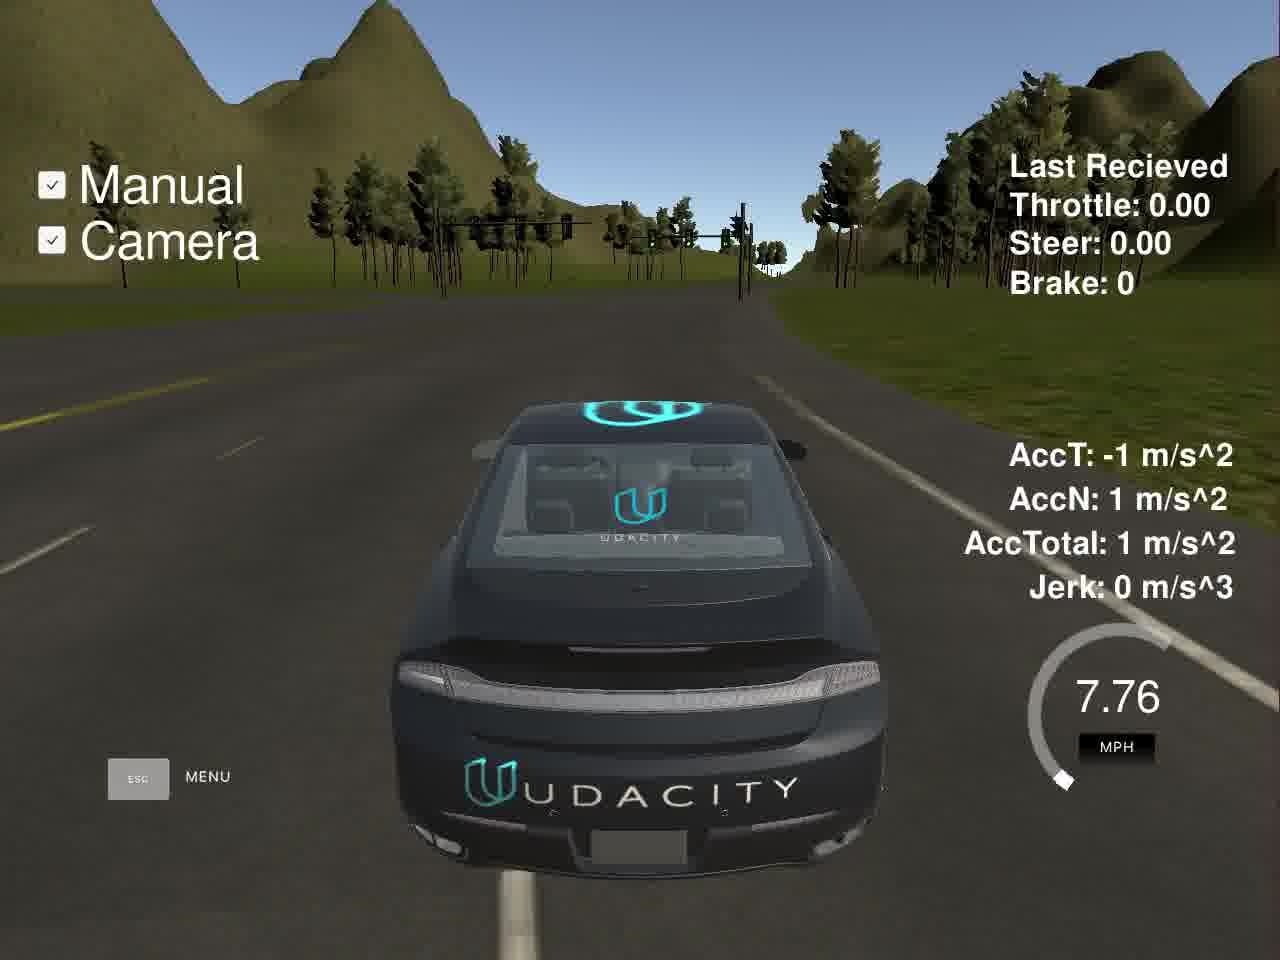 Manual
Camera
Last Recieved
Throttle: 0.00
Steer: 0.00
Brake: 0
AccT: -1 m/s^2
AccN: 1 m/s^2
AccTotal: 1 m/s^2
Jerk: 0 m/s^3
UDACITY
7.76
MPH
ESC MENU
UDACITY